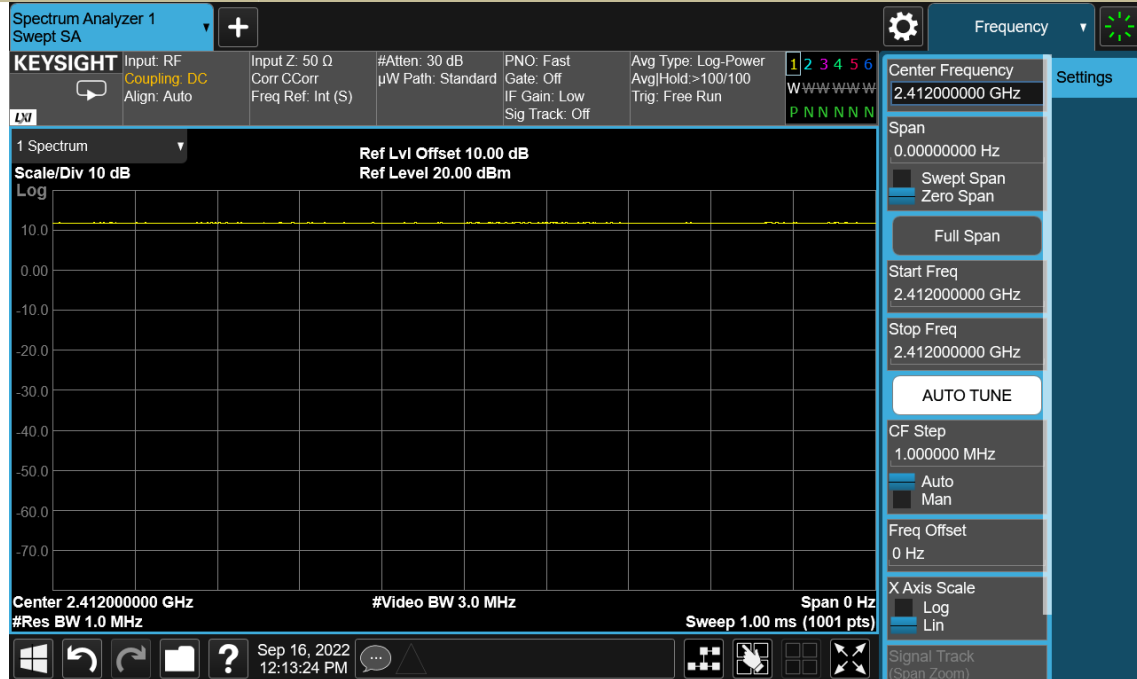 Spectrum Analyzer 1
Swept SA
+
Frequency
KEYSIGHT
Input: RF
Coupling: DC
Align: Auto
Input Z: 50 Ω
Corr CCorr
Freq Ref: Int (S)
#Atten: 30 dB
µW Path: Standard
PNO: Fast
Gate: Off
IF Gain: Low
Sig Track: Off
Avg Type: Log-Power
Avg|Hold:>100/100
Trig: Free Run
1 2 3 4 5 6
W W W W W W
P N N N N N
LXI
1 Spectrum
Scale/Div 10 dB
Log
Ref Lvl Offset 10.00 dB
Ref Level 20.00 dBm
10.0
0.00
-10.0
-20.0
-30.0
-40.0
-50.0
-60.0
-70.0
Center 2.412000000 GHz
#Res BW 1.0 MHz
#Video BW 3.0 MHz
Span 0 Hz
Sweep 1.00 ms (1001 pts)
Center Frequency
2.412000000 GHz
Settings
Span
0.00000000 Hz
Swept Span
Zero Span
Full Span
Start Freq
2.412000000 GHz
Stop Freq
2.412000000 GHz
AUTO TUNE
CF Step
1.000000 MHz
Auto
Man
Freq Offset
0 Hz
X Axis Scale
Log
Lin
Signal Track
(Span Zoom)
?
Sep 16, 2022
12:13:24 PM